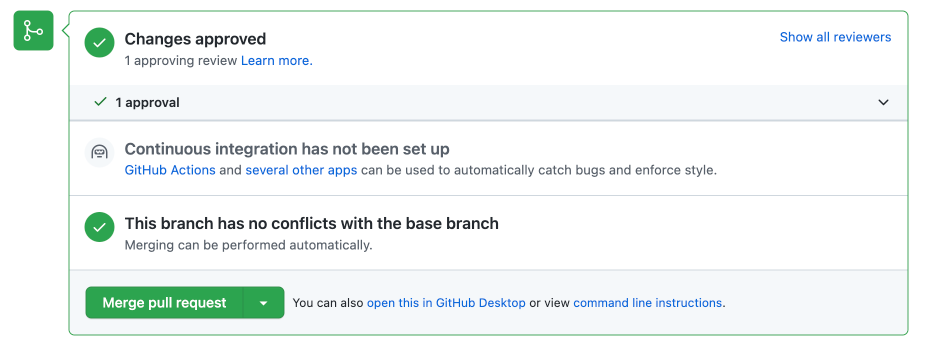 Changes approved
Show all reviewers
1 approving review Learn more.
1 approval
Continuous integration has not been set up
GitHub Actions and several other apps can be used to automatically catch bugs and enforce style.
This branch has no conflicts with the base branch
Merging can be performed automatically.
Merge pull request
You can also open this in GitHub Desktop or view command line instructions.